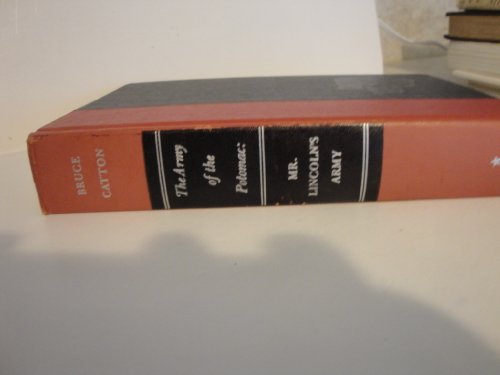 BRUCE
CATTON
The Army
of the
Potomac:
MR.
LINCOLN'S
ARMY